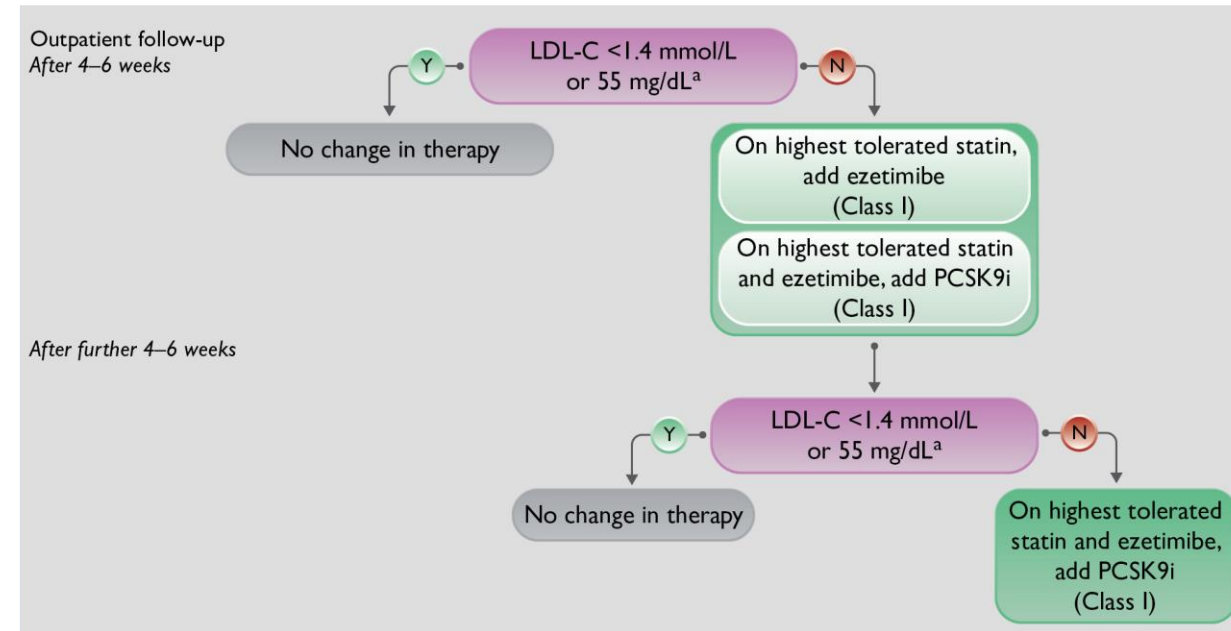 Outpatient follow-up
After 4–6 weeks
LDL-C <1.4 mmol/L
or 55 mg/dLᵃ
Y
N
No change in therapy
On highest tolerated statin,
add ezetimibe
(Class I)
On highest tolerated statin
and ezetimibe, add PCSK9i
(Class I)
After further 4–6 weeks
LDL-C <1.4 mmol/L
or 55 mg/dLᵃ
Y
N
No change in therapy
On highest tolerated
statin and ezetimibe,
add PCSK9i
(Class I)